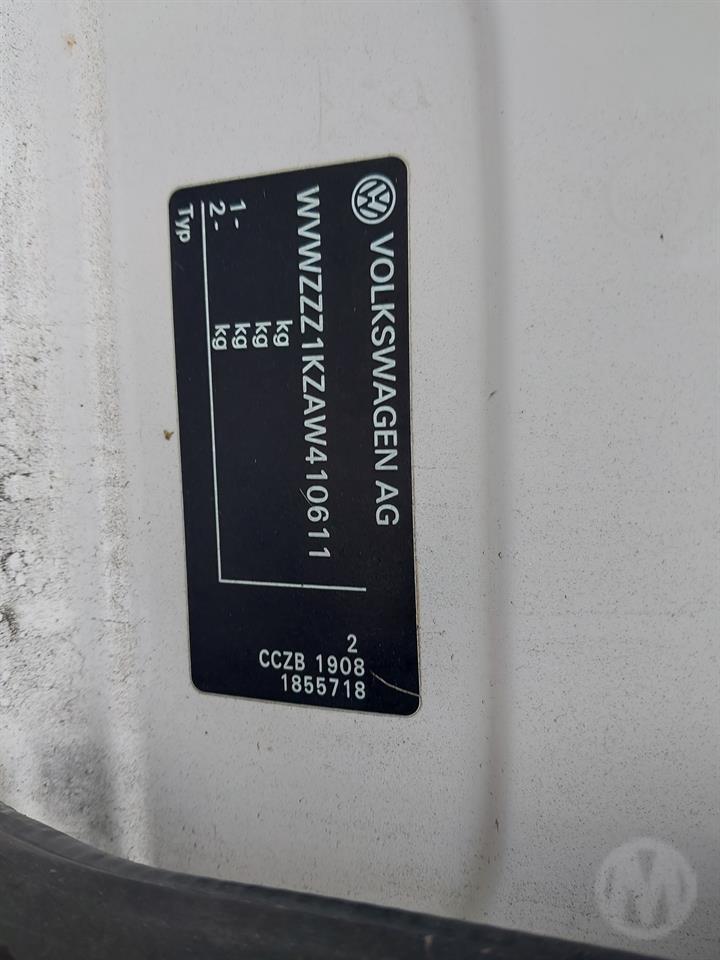 VOLKSWAGEN AG
WVWZZZ1KZAW410611
kg
kg
1- kg
2- kg
Typ
2
CCZB 1908
1855718